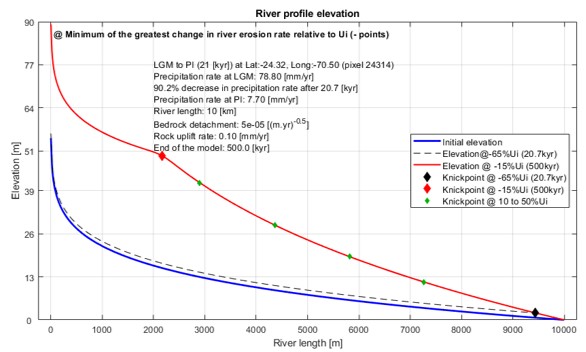 River profile elevation
@ Minimum of the greatest change in river erosion rate relative to Ui (- points)
LGM to PI (21 [kyr]) at Lat:-24.32, Long:-70.50 (pixel 24314)
Precipitation rate at LGM: 78.80 [mm/yr]
90.2% decrease in precipitation rate after 20.7 [kyr]
Precipitation rate at PI: 7.70 [mm/yr]
River length: 10 [km]
Bedrock detachment: 5e-05 [(m.yr)^-0.5]
Rock uplift rate: 0.10 [mm/yr]
End of the model: 500.0 [kyr]
Initial elevation
Elevation@-65%Ui (20.7kyr)
Elevation @ -15%Ui (500kyr)
Knickpoint @ -65%Ui (20.7kyr)
Knickpoint @ -15%Ui (500kyr)
Knickpoint @ 10 to 50%Ui
Elevation [m]
90
77
64
51
39
26
13
0
0 1000 2000 3000 4000 5000 6000 7000 8000 9000 10000
River length [m]